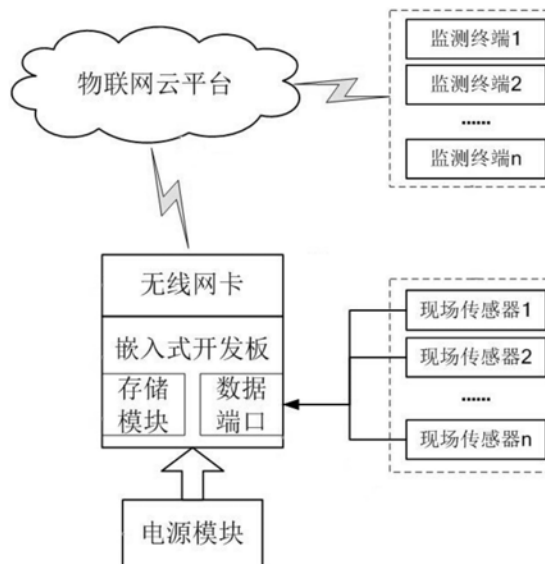 物联网云平台
监测终端1
监测终端2
......
监测终端n
无线网卡
嵌入式开发板
存储
模块
数据
端口
电源模块
现场传感器1
现场传感器2
......
现场传感器n